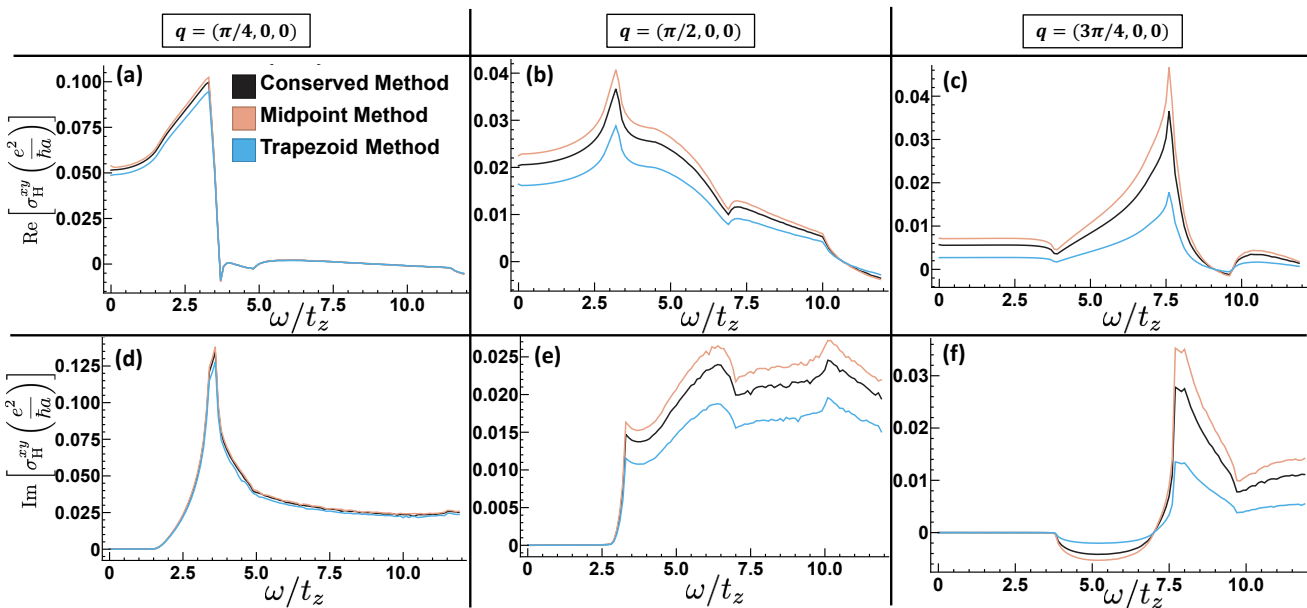 q = (π/4, 0, 0)
q = (π/2, 0, 0)
q = (3π/4, 0, 0)
(a)
Conserved Method
Midpoint Method
Trapezoid Method
Re [σ_H^{xy} (e²/ħa)]
0.100
0.075
0.050
0.025
0
0 2.5 5.0 7.5 10.0
ω/t_z
(b)
0.04
0.03
0.02
0.01
0
0 2.5 5.0 7.5 10.0
ω/t_z
(c)
0.04
0.03
0.02
0.01
0
0 2.5 5.0 7.5 10.0
ω/t_z
(d)
Im [σ_H^{xy} (e²/ħa)]
0.125
0.100
0.075
0.050
0.025
0
0 2.5 5.0 7.5 10.0
ω/t_z
(e)
0.025
0.020
0.015
0.010
0.005
0
0 2.5 5.0 7.5 10.0
ω/t_z
(f)
0.03
0.02
0.01
0
0 2.5 5.0 7.5 10.0
ω/t_z